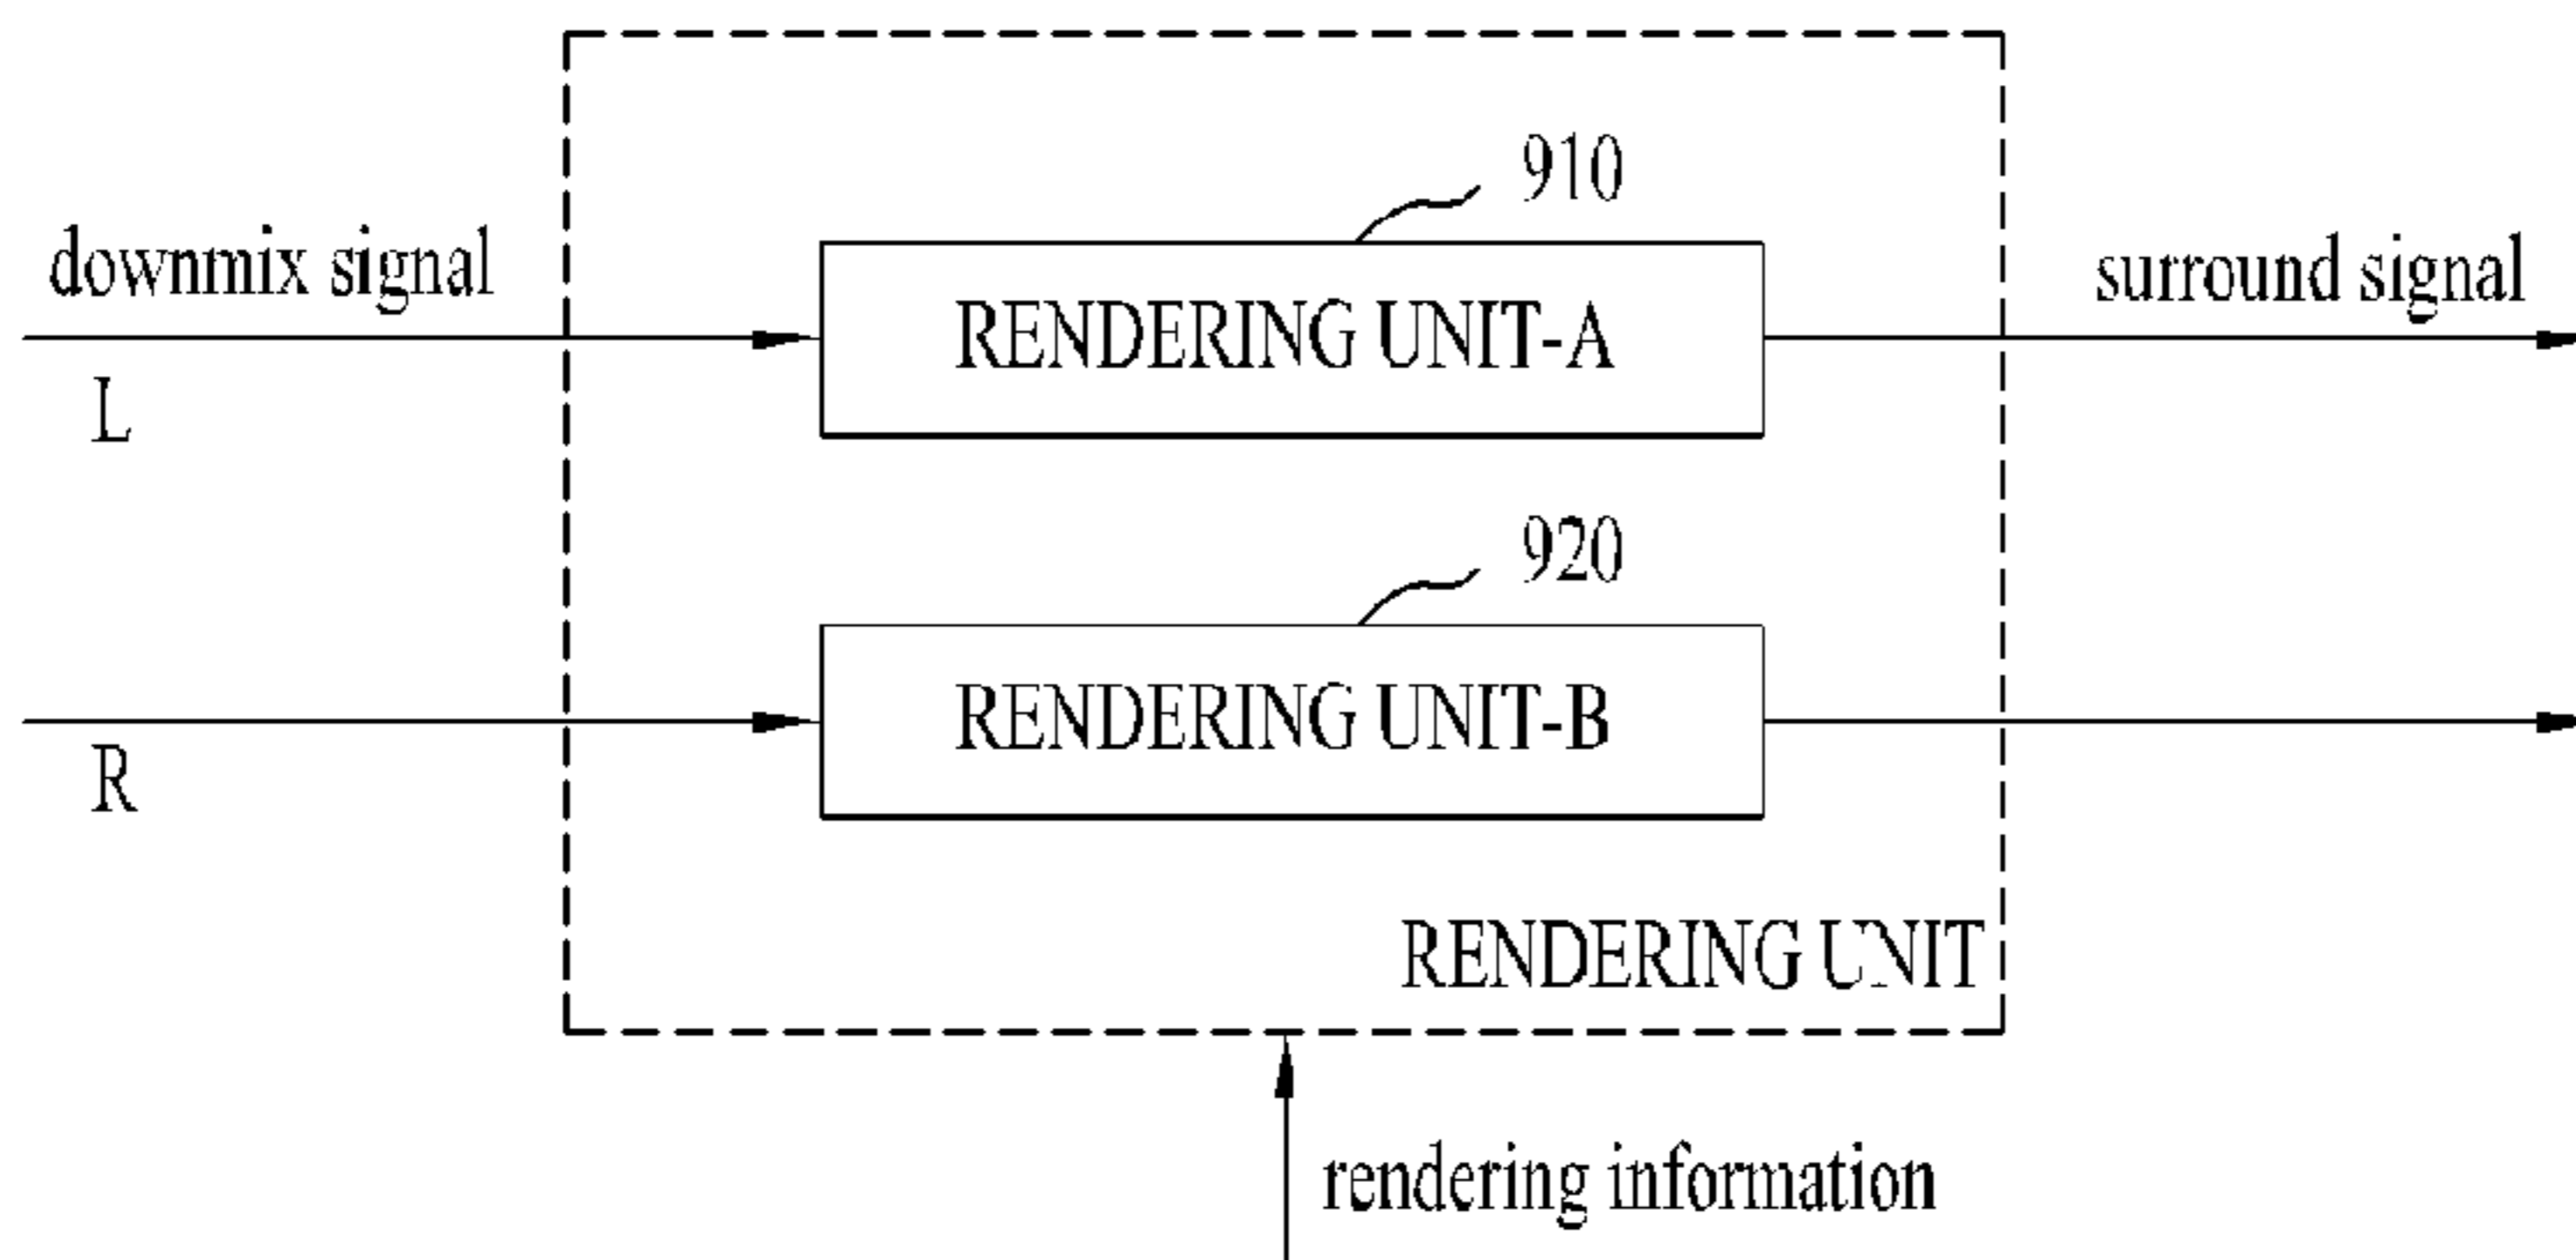 910
downmix signal
RENDERING UNIT-A
surround signal
L
920
RENDERING UNIT-B
R
RENDERING UNIT
rendering information